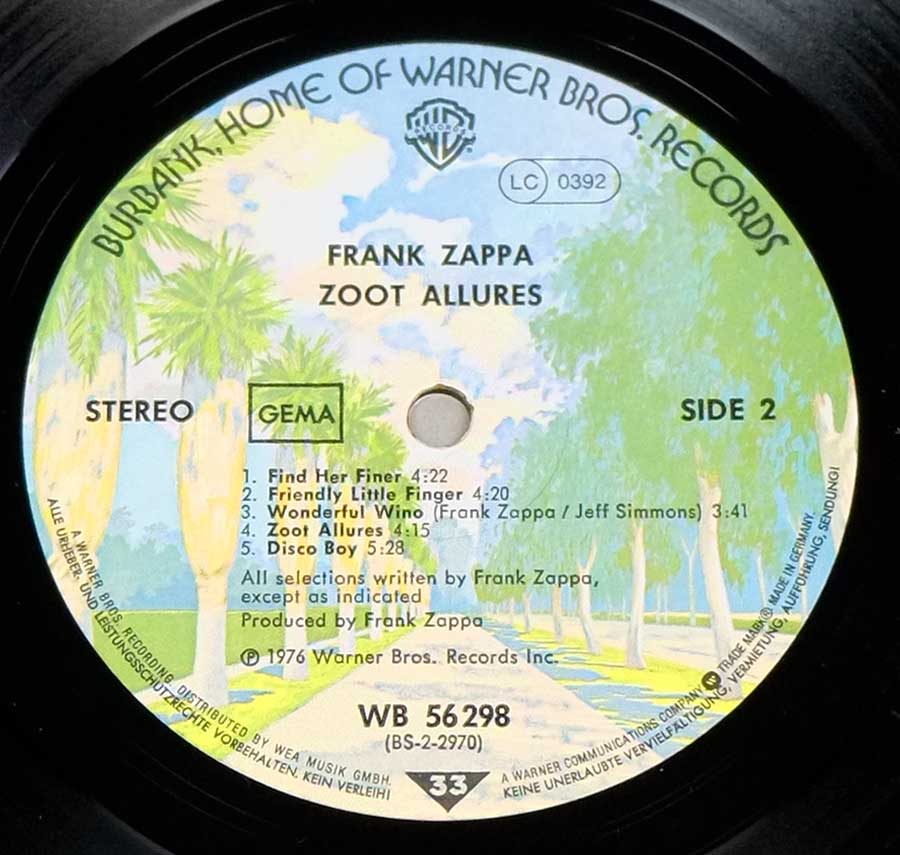 BURBANK, HOME OF WARNER BROS. RECORDS
WB
RECORDS
LC 0392
FRANK ZAPPA
ZOOT ALLURES
STEREO
GEMA
SIDE 2
1. Find Her Finer 4:22
2. Friendly Little Finger 4:20
3. Wonderful Wino (Frank Zappa / Jeff Simmons) 3:41
4. Zoot Allures 4:15
5. Disco Boy 5:28
All selections written by Frank Zappa,
except as indicated
Produced by Frank Zappa
℗ 1976 Warner Bros. Records Inc.
WB 56 298
(BS-2-2970)
33
A WARNER BROS. RECORDING DISTRIBUTED BY WEA MUSIK GMBH.
A WARNER COMMUNICATIONS COMPANY TRADE MARK® MADE IN GERMANY.
ALLE URHEBER- UND LEISTUNGSSCHUTZRECHTE VORBEHALTEN. KEIN VERLEIH!
KEINE UNERLAUBTE VERVIELFÄLTIGUNG, VERMIETUNG, AUFFÜHRUNG, SENDUNG!